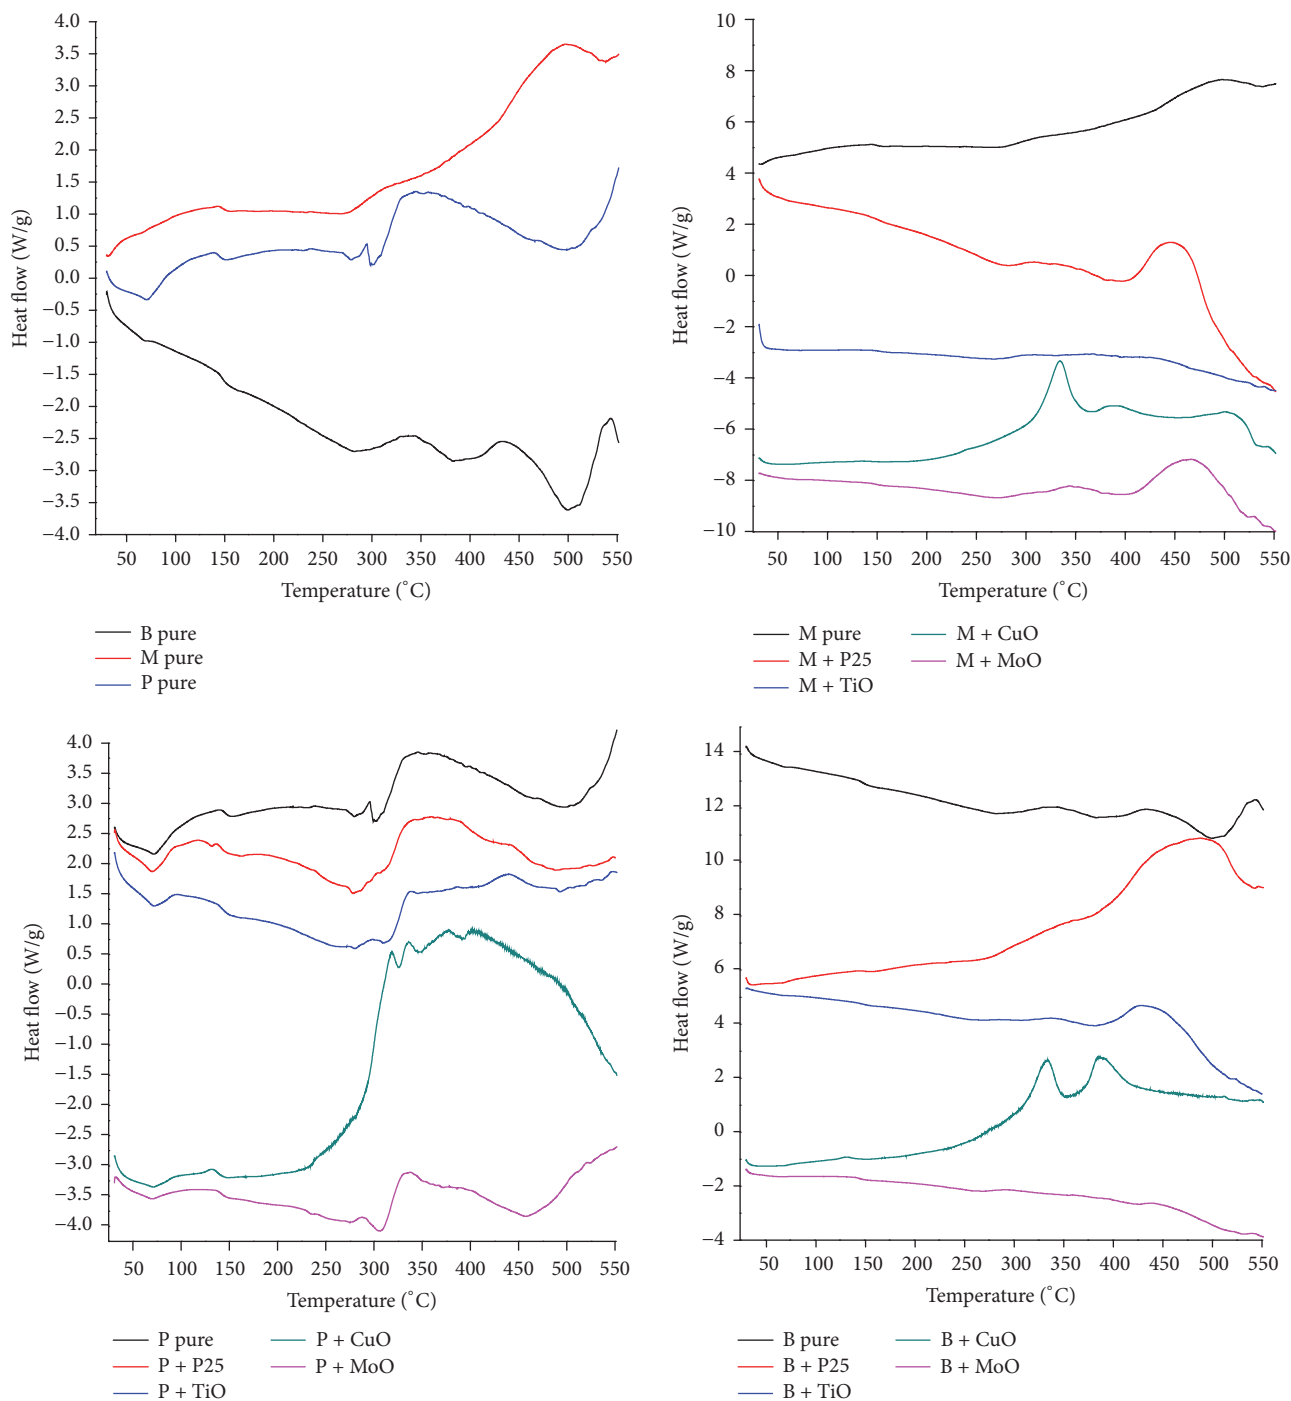 4.0
3.5
3.0
2.5
2.0
1.5
1.0
0.5
0.0
−0.5
−1.0
−1.5
−2.0
−2.5
−3.0
−3.5
−4.0
Heat flow (W/g)
50 100 150 200 250 300 350 400 450 500 550
Temperature (°C)
B pure
M pure
P pure
10
8
6
4
2
0
−2
−4
−6
−8
−10
Heat flow (W/g)
50 100 150 200 250 300 350 400 450 500 550
Temperature (°C)
M pure M + CuO
M + P25 M + MoO
M + TiO
4.0
3.5
3.0
2.5
2.0
1.5
1.0
0.5
0.0
−0.5
−1.0
−1.5
−2.0
−2.5
−3.0
−3.5
−4.0
Heat flow (W/g)
50 100 150 200 250 300 350 400 450 500 550
Temperature (°C)
P pure P + CuO
P + P25 P + MoO
P + TiO
14
12
10
8
6
4
2
0
−2
−4
Heat flow (W/g)
50 100 150 200 250 300 350 400 450 500 550
Temperature (°C)
B pure B + CuO
B + P25 B + MoO
B + TiO